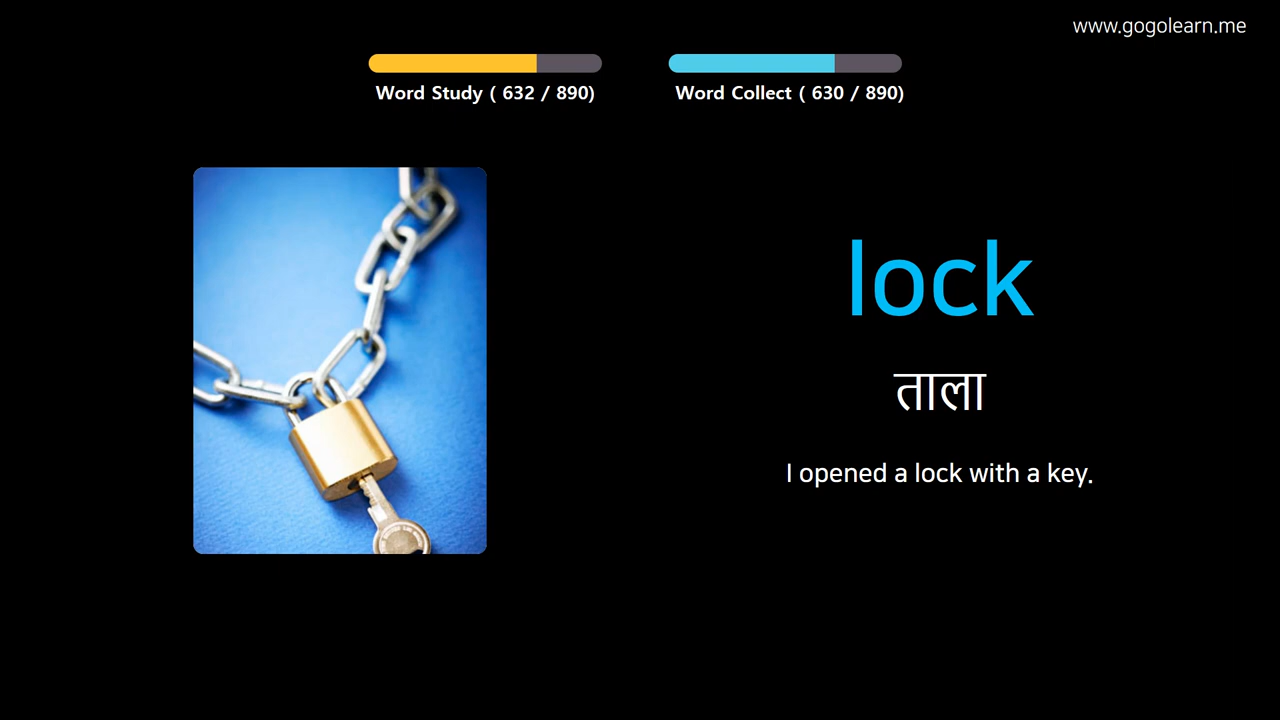 www.gogolearn.me
Word Study ( 632 / 890)
Word Collect ( 630 / 890)
lock
ताला
I opened a lock with a key.